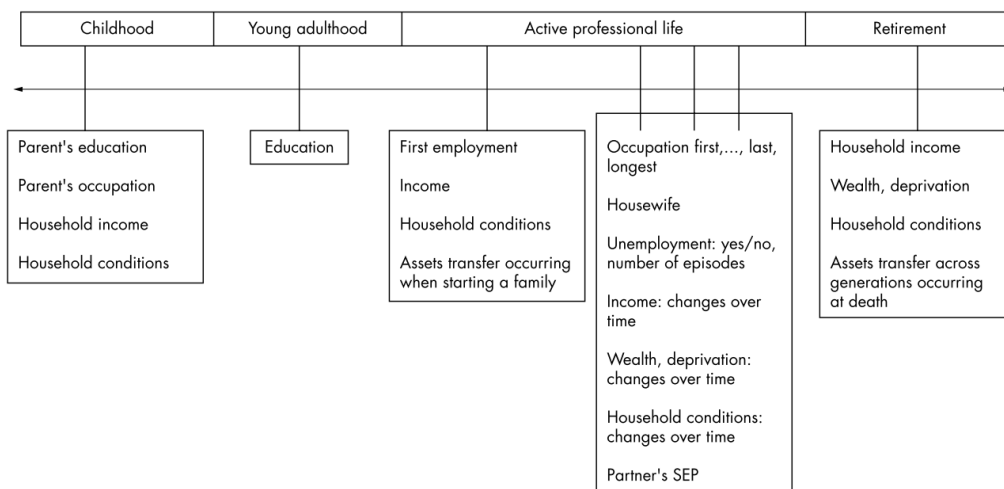 Childhood
Young adulthood
Active professional life
Retirement
Parent's education
Parent's occupation
Household income
Household conditions
Education
First employment
Income
Household conditions
Assets transfer occurring
when starting a family
Occupation first,..., last,
longest
Housewife
Unemployment: yes/no,
number of episodes
Income: changes over
time
Wealth, deprivation:
changes over time
Household conditions:
changes over time
Partner's SEP
Household income
Wealth, deprivation
Household conditions
Assets transfer across
generations occurring
at death